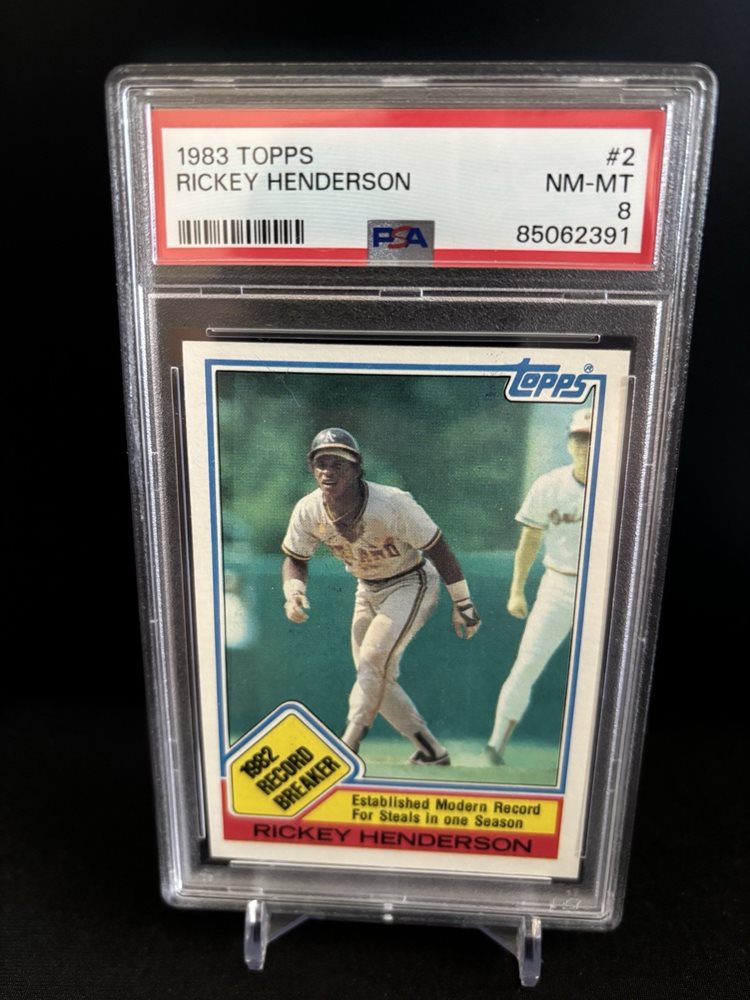 1983 TOPPS #2
RICKEY HENDERSON NM-MT
8
PSA 85062391
topps®
1982
RECORD
BREAKER
Established Modern Record
For Steals in one Season
RICKEY HENDERSON